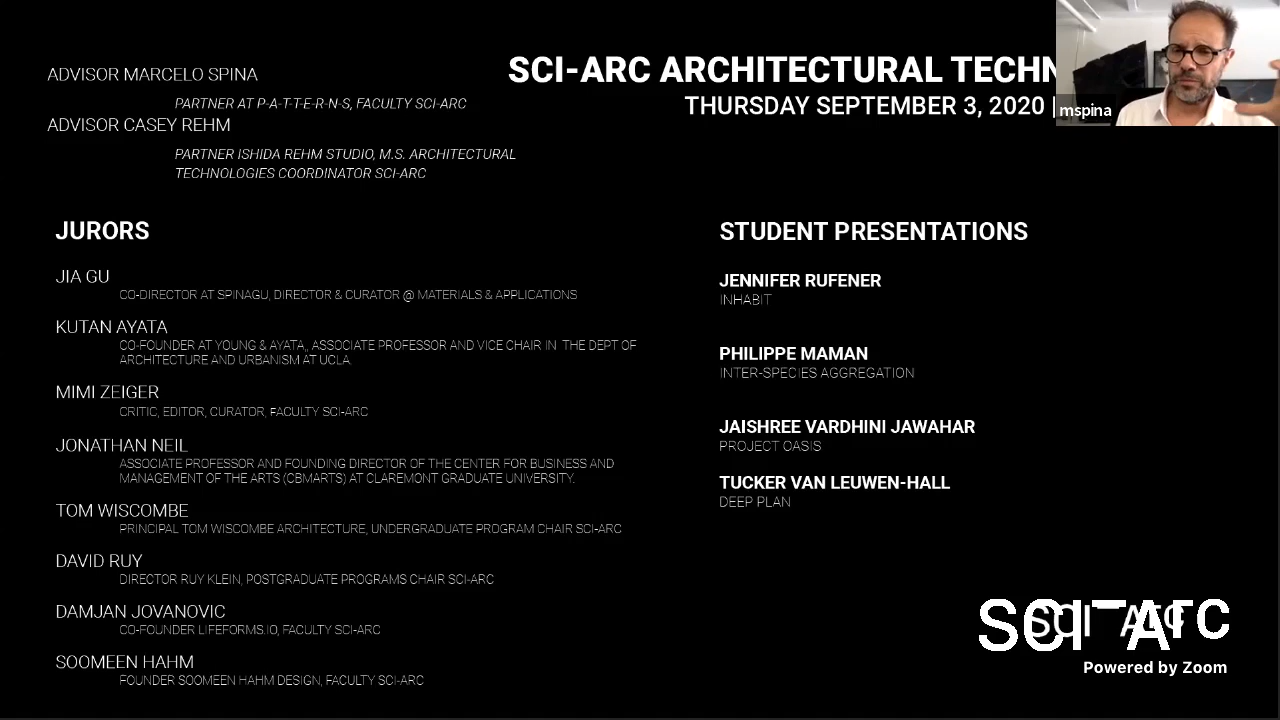 ADVISOR MARCELO SPINA
PARTNER AT P-A-T-T-E-R-N-S, FACULTY SCI-ARC
ADVISOR CASEY REHM
PARTNER ISHIDA REHM STUDIO, M.S. ARCHITECTURAL
TECHNOLOGIES COORDINATOR SCI-ARC
SCI-ARC ARCHITECTURAL TECHN
THURSDAY SEPTEMBER 3, 2020 |
mspina
JURORS
JIA GU
CO-DIRECTOR AT SPINAGU, DIRECTOR & CURATOR @ MATERIALS & APPLICATIONS
KUTAN AYATA
CO-FOUNDER AT YOUNG & AYATA,, ASSOCIATE PROFESSOR AND VICE CHAIR IN THE DEPT OF
ARCHITECTURE AND URBANISM AT UCLA.
MIMI ZEIGER
CRITIC, EDITOR, CURATOR, FACULTY SCI-ARC
JONATHAN NEIL
ASSOCIATE PROFESSOR AND FOUNDING DIRECTOR OF THE CENTER FOR BUSINESS AND
MANAGEMENT OF THE ARTS (CBMARTS) AT CLAREMONT GRADUATE UNIVERSITY.
TOM WISCOMBE
PRINCIPAL TOM WISCOMBE ARCHITECTURE, UNDERGRADUATE PROGRAM CHAIR SCI-ARC
DAVID RUY
DIRECTOR RUY KLEIN, POSTGRADUATE PROGRAMS CHAIR SCI-ARC
DAMJAN JOVANOVIC
CO-FOUNDER LIFEFORMS.IO, FACULTY SCI-ARC
SOOMEEN HAHM
FOUNDER SOOMEEN HAHM DESIGN, FACULTY SCI-ARC
STUDENT PRESENTATIONS
JENNIFER RUFENER
INHABIT
PHILIPPE MAMAN
INTER-SPECIES AGGREGATION
JAISHREE VARDHINI JAWAHAR
PROJECT OASIS
TUCKER VAN LEUWEN-HALL
DEEP PLAN
SCI-Arc
SCI-Arc
Powered by Zoom